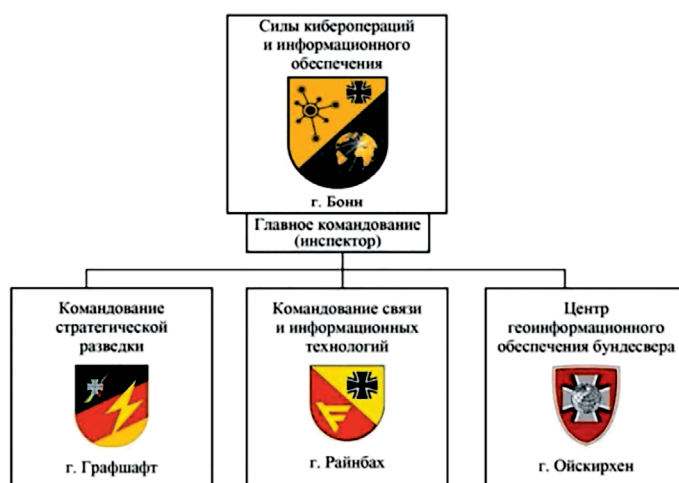 Силы киберопераций
и информационного
обеспечения
г. Бонн
Главное командование
(инспектор)
Командование
стратегической
разведки
г. Графшафт
Командование связи
и информационных
технологий
г. Райнбах
Центр
геоинформационного
обеспечения бундесвера
г. Ойскирхен